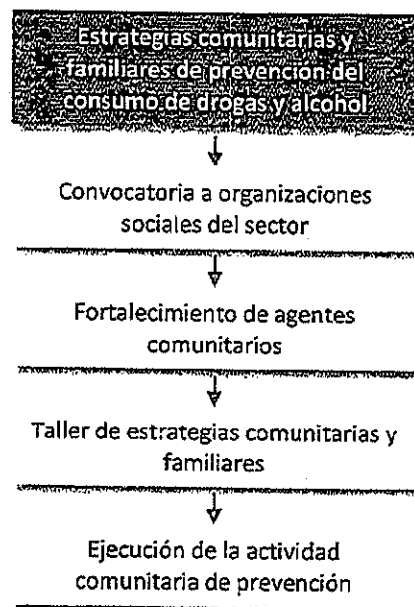 Estrategias comunitarias y
familiares de prevención del
consumo de drogas y alcohol
Convocatoria a organizaciones
sociales del sector
Fortalecimiento de agentes
comunitarios
Taller de estrategias comunitarias y
familiares
Ejecución de la actividad
comunitaria de prevención